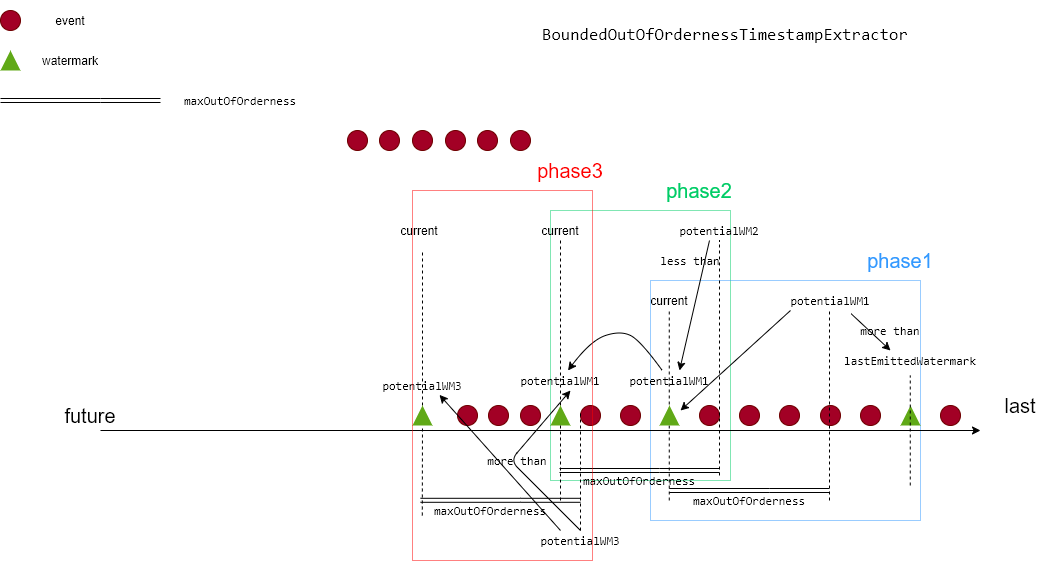 event
BoundedOutOfOrdernessTimestampExtractor
watermark
maxOutOfOrderness
phase3
phase2
current
current
potentialWM2
less than
phase1
current
potentialWM1
more than
lastEmittedWatermark
potentialWM3
potentialWM1
potentialWM1
future
last
more than
maxOutOfOrderness
maxOutOfOrderness
maxOutOfOrderness
potentialWM3